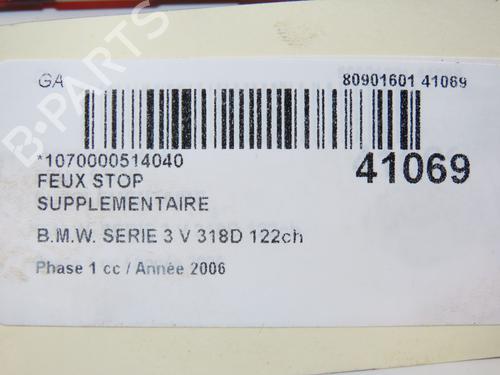 GA 80901601 41069
*1070000514040 41069
FEUX STOP
SUPPLEMENTAIRE
B.M.W. SERIE 3 V 318D 122ch
Phase 1 cc / Année 2006
B-PARTS